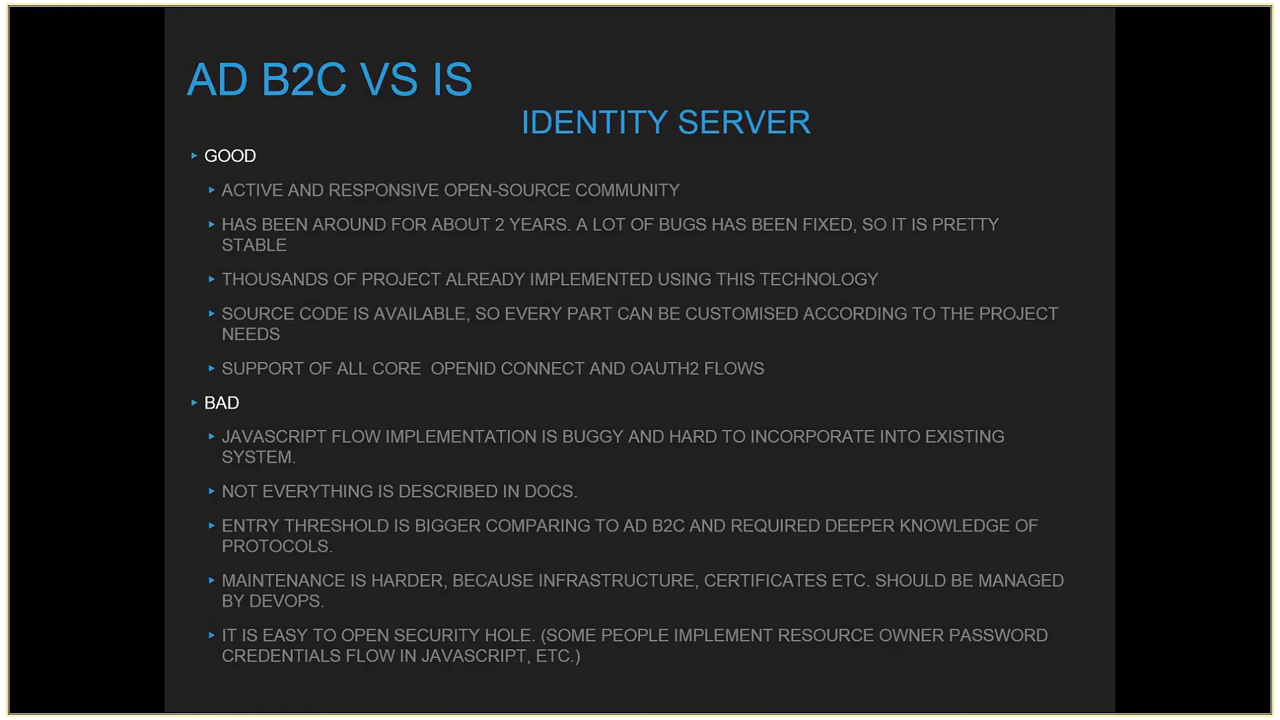 AD B2C VS IS
IDENTITY SERVER
GOOD
ACTIVE AND RESPONSIVE OPEN-SOURCE COMMUNITY
HAS BEEN AROUND FOR ABOUT 2 YEARS. A LOT OF BUGS HAS BEEN FIXED, SO IT IS PRETTY
STABLE
THOUSANDS OF PROJECT ALREADY IMPLEMENTED USING THIS TECHNOLOGY
SOURCE CODE IS AVAILABLE, SO EVERY PART CAN BE CUSTOMISED ACCORDING TO THE PROJECT
NEEDS
SUPPORT OF ALL CORE  OPENID CONNECT AND OAUTH2 FLOWS
BAD
JAVASCRIPT FLOW IMPLEMENTATION IS BUGGY AND HARD TO INCORPORATE INTO EXISTING
SYSTEM.
NOT EVERYTHING IS DESCRIBED IN DOCS.
ENTRY THRESHOLD IS BIGGER COMPARING TO AD B2C AND REQUIRED DEEPER KNOWLEDGE OF
PROTOCOLS.
MAINTENANCE IS HARDER, BECAUSE INFRASTRUCTURE, CERTIFICATES ETC. SHOULD BE MANAGED
BY DEVOPS.
IT IS EASY TO OPEN SECURITY HOLE. (SOME PEOPLE IMPLEMENT RESOURCE OWNER PASSWORD
CREDENTIALS FLOW IN JAVASCRIPT, ETC.)